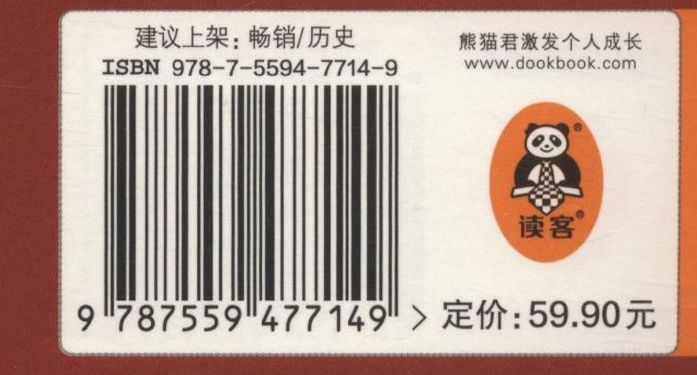 建议上架：畅销/历史
ISBN 978-7-5594-7714-9
9 787559 477149 >
熊猫君激发个人成长
www.dookbook.com
®
读客®
定价：59.90元